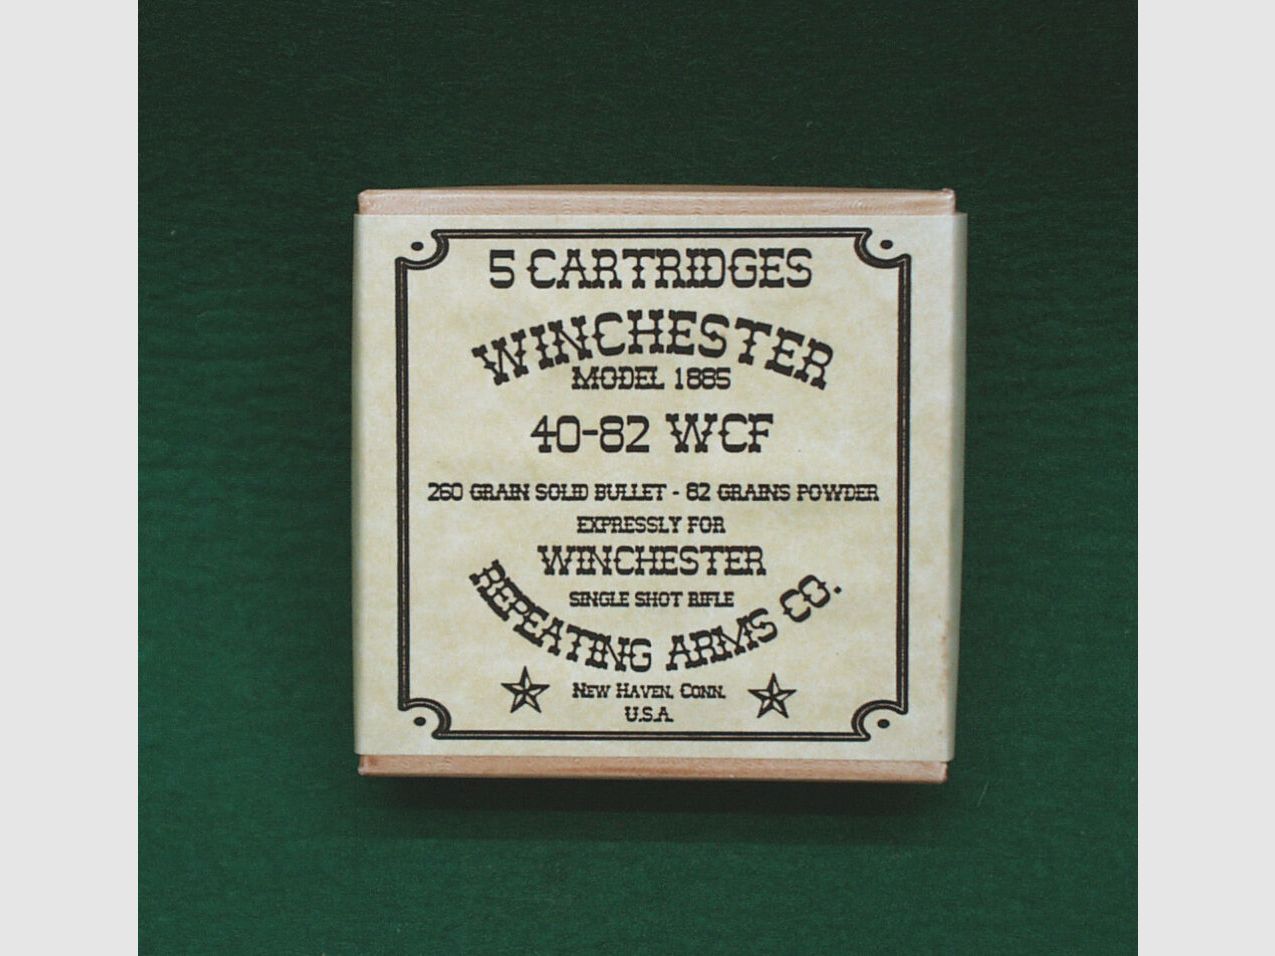 5 CARTRIDGES
WINCHESTER
MODEL 1885
40-82 WCF
260 GRAIN SOLID BULLET - 82 GRAINS POWDER
EXPRESSLY FOR
WINCHESTER
SINGLE SHOT RIFLE
REPEATING ARMS CO.
NEW HAVEN, CONN.
U.S.A.